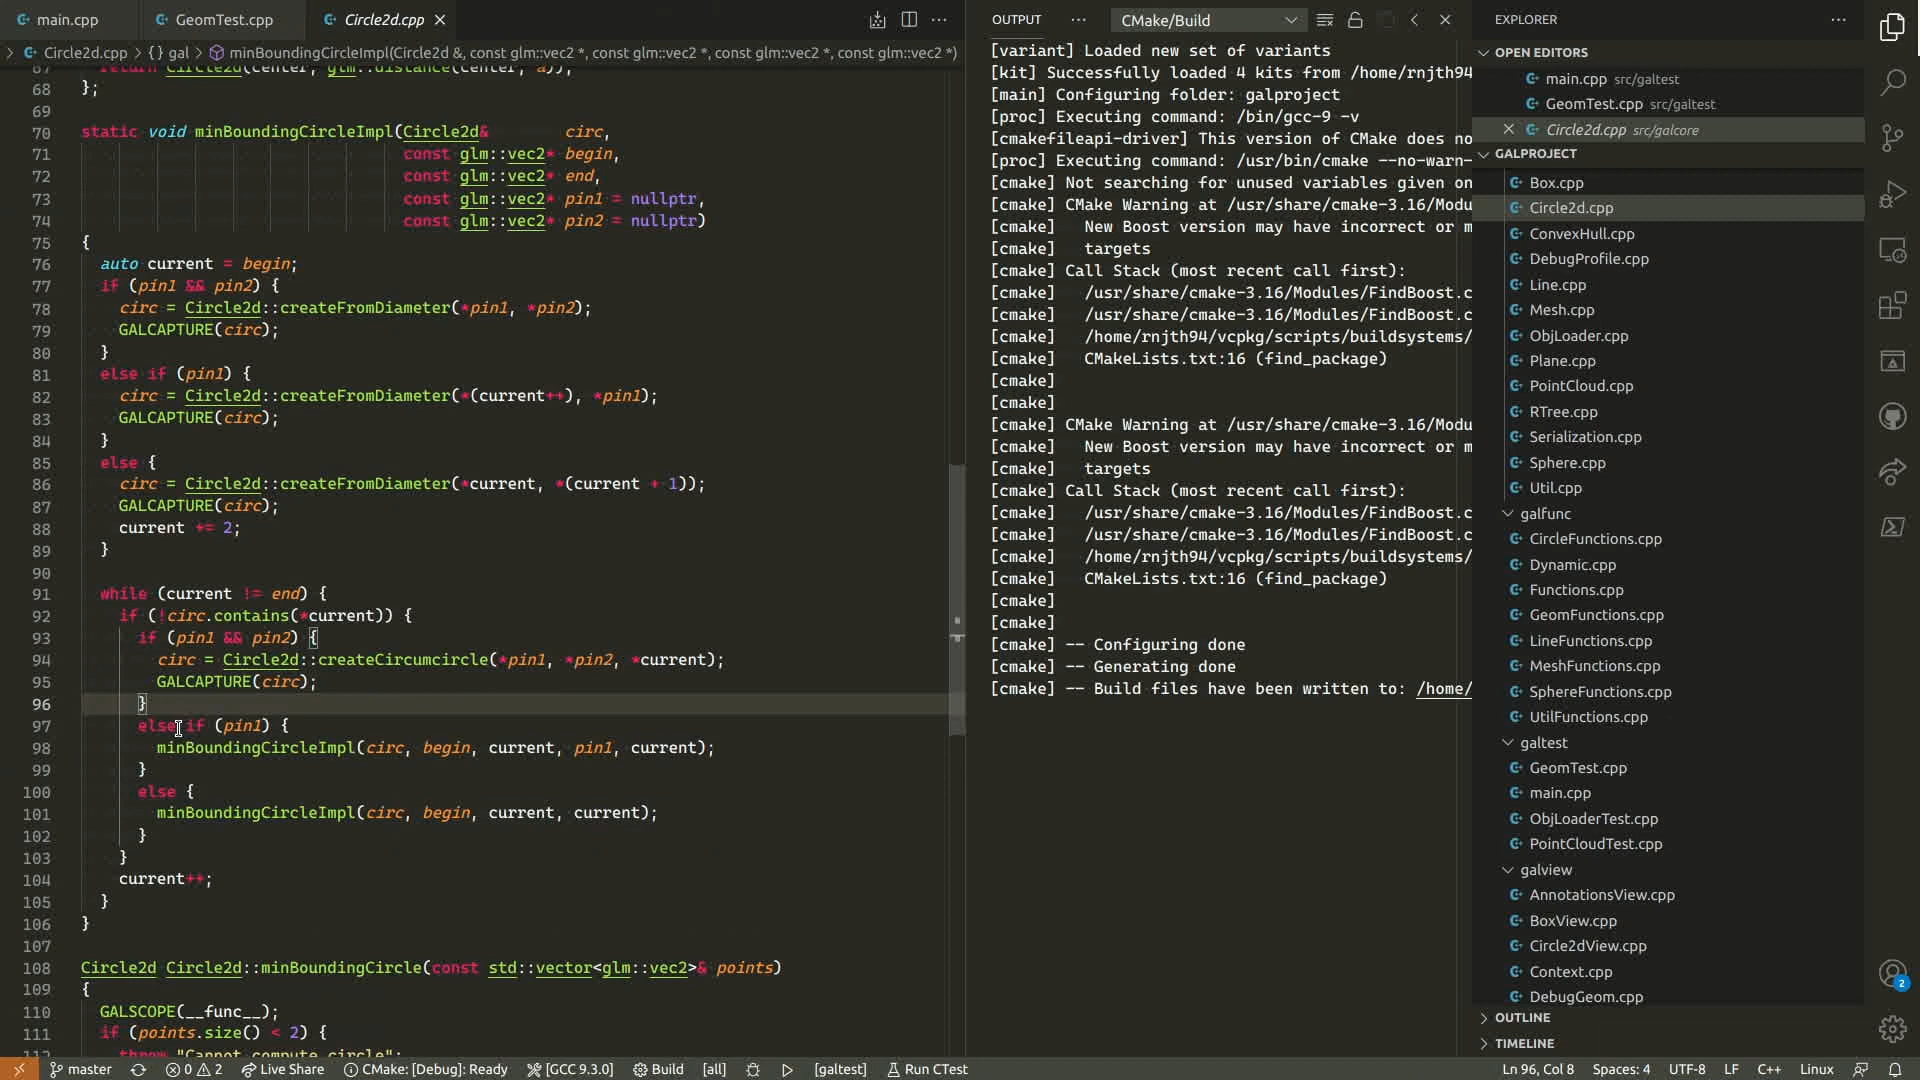 main.cpp
GeomTest.cpp
Circle2d.cpp
Circle2d.cpp > {} gal > minBoundingCircleImpl(Circle2d &, const glm::vec2 *, const glm::vec2 *, const glm::vec2 *, const glm::vec2 *)
67 return Circle2d(center, glm::distance(center, a));
68 };
69
70 static void minBoundingCircleImpl(Circle2d& circ,
71 const glm::vec2* begin,
72 const glm::vec2* end,
73 const glm::vec2* pin1 = nullptr,
74 const glm::vec2* pin2 = nullptr)
75 {
76 auto current = begin;
77 if (pin1 && pin2) {
78 circ = Circle2d::createFromDiameter(*pin1, *pin2);
79 GALCAPTURE(circ);
80 }
81 else if (pin1) {
82 circ = Circle2d::createFromDiameter(*(current++), *pin1);
83 GALCAPTURE(circ);
84 }
85 else {
86 circ = Circle2d::createFromDiameter(*current, *(current + 1));
87 GALCAPTURE(circ);
88 current += 2;
89 }
90
91 while (current != end) {
92 if (!circ.contains(*current)) {
93 if (pin1 && pin2) {
94 circ = Circle2d::createCircumcircle(*pin1, *pin2, *current);
95 GALCAPTURE(circ);
96 }
97 else if (pin1) {
98 minBoundingCircleImpl(circ, begin, current, pin1, current);
99 }
100 else {
101 minBoundingCircleImpl(circ, begin, current, current);
102 }
103 }
104 current++;
105 }
106 }
107
108 Circle2d Circle2d::minBoundingCircle(const std::vector<glm::vec2>& points)
109 {
110 GALSCOPE(__func__);
111 if (points.size() < 2) {
112 throw "Cannot compute circle";
OUTPUT
CMake/Build
[variant] Loaded new set of variants
[kit] Successfully loaded 4 kits from /home/rnjth94
[main] Configuring folder: galproject
[proc] Executing command: /bin/gcc-9 -v
[cmakefileapi-driver] This version of CMake does no
[proc] Executing command: /usr/bin/cmake --no-warn-
[cmake] Not searching for unused variables given on
[cmake] CMake Warning at /usr/share/cmake-3.16/Modu
[cmake] New Boost version may have incorrect or m
[cmake] targets
[cmake] Call Stack (most recent call first):
[cmake] /usr/share/cmake-3.16/Modules/FindBoost.c
[cmake] /usr/share/cmake-3.16/Modules/FindBoost.c
[cmake] /home/rnjth94/vcpkg/scripts/buildsystems/
[cmake] CMakeLists.txt:16 (find_package)
[cmake]
[cmake]
[cmake] CMake Warning at /usr/share/cmake-3.16/Modu
[cmake] New Boost version may have incorrect or m
[cmake] targets
[cmake] Call Stack (most recent call first):
[cmake] /usr/share/cmake-3.16/Modules/FindBoost.c
[cmake] /usr/share/cmake-3.16/Modules/FindBoost.c
[cmake] /home/rnjth94/vcpkg/scripts/buildsystems/
[cmake] CMakeLists.txt:16 (find_package)
[cmake]
[cmake]
[cmake] -- Configuring done
[cmake] -- Generating done
[cmake] -- Build files have been written to: /home/
EXPLORER
OPEN EDITORS
main.cpp src/galtest
GeomTest.cpp src/galtest
Circle2d.cpp src/galcore
GALPROJECT
Box.cpp
Circle2d.cpp
ConvexHull.cpp
DebugProfile.cpp
Line.cpp
Mesh.cpp
ObjLoader.cpp
Plane.cpp
PointCloud.cpp
RTree.cpp
Serialization.cpp
Sphere.cpp
Util.cpp
galfunc
CircleFunctions.cpp
Dynamic.cpp
Functions.cpp
GeomFunctions.cpp
LineFunctions.cpp
MeshFunctions.cpp
SphereFunctions.cpp
UtilFunctions.cpp
galtest
GeomTest.cpp
main.cpp
ObjLoaderTest.cpp
PointCloudTest.cpp
galview
AnnotationsView.cpp
BoxView.cpp
Circle2dView.cpp
Context.cpp
DebugGeom.cpp
OUTLINE
TIMELINE
2
master 0 2 Live Share CMake: [Debug]: Ready [GCC 9.3.0] Build [all] [galtest] Run CTest Ln 96, Col 8 Spaces: 4 UTF-8 LF C++ Linux